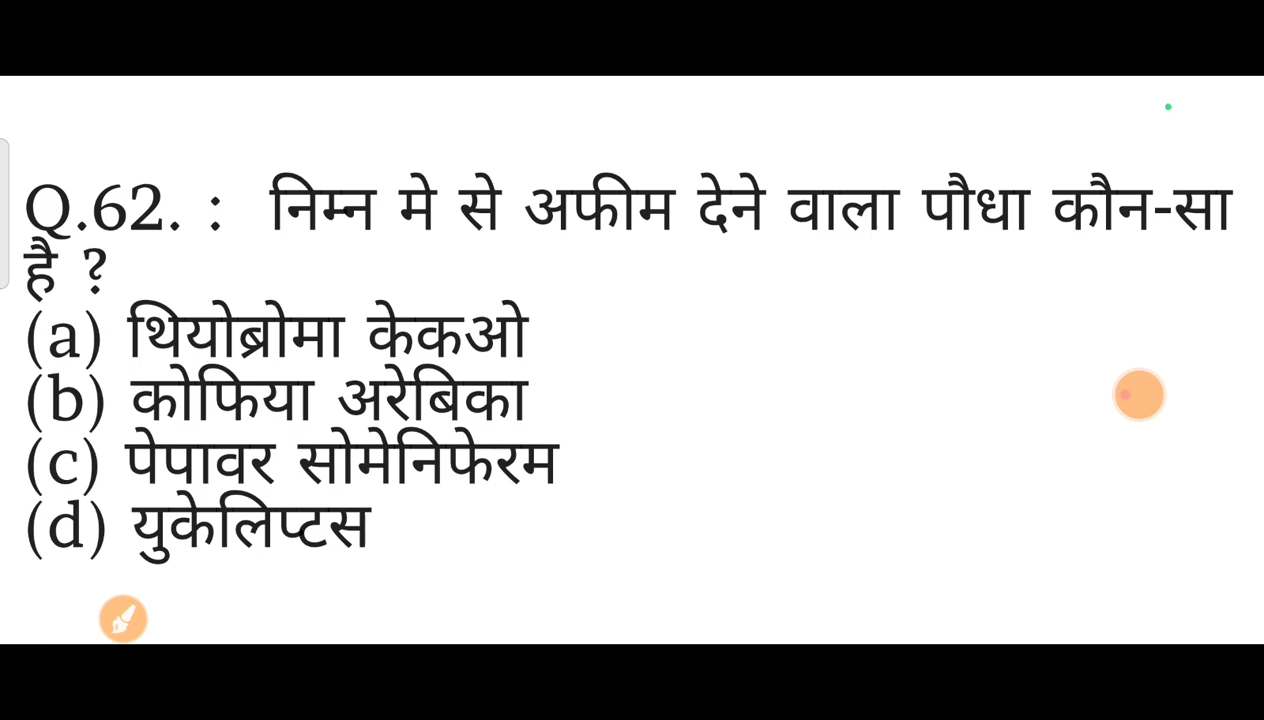 Q.62. : निम्न मे से अफीम देने वाला पौधा कौन-सा
है ?
(a) थियोब्रोमा केकओ
(b) कोफिया अरेबिका
(c) पेपावर सोमेनिफेरम
(d) युकेलिप्टस